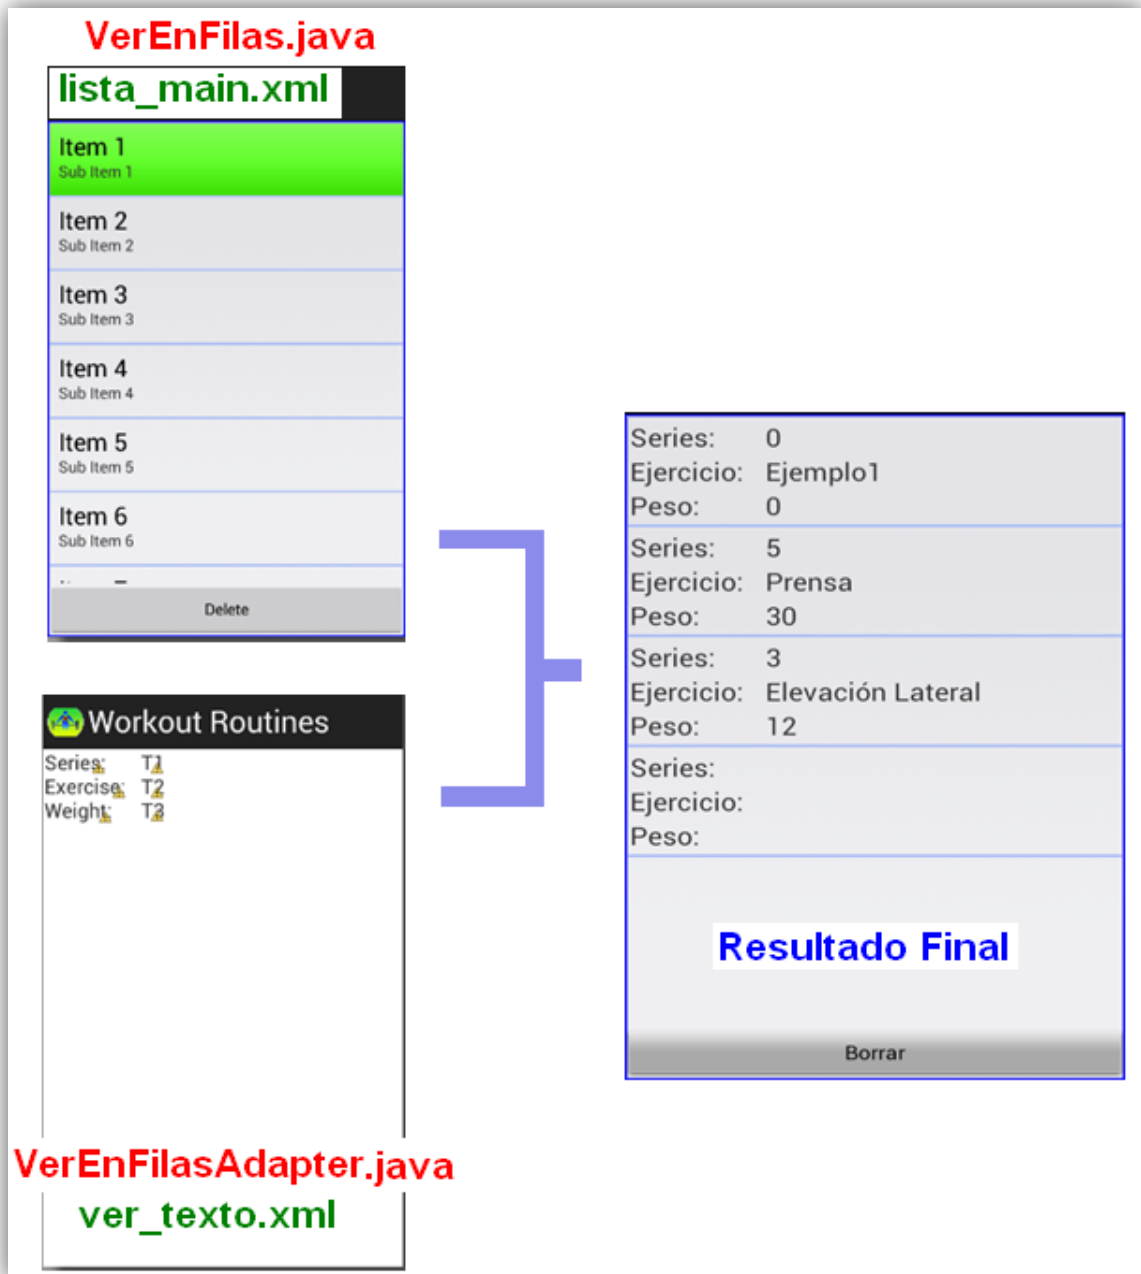 VerEnFilas.java
lista_main.xml
Item 1
Sub Item 1
Item 2
Sub Item 2
Item 3
Sub Item 3
Item 4
Sub Item 4
Item 5
Sub Item 5
Item 6
Sub Item 6
Delete
Workout Routines
Series: T1
Exercise: T2
Weight: T3
VerEnFilasAdapter.java
ver_texto.xml
Series: 0
Ejercicio: Ejemplo1
Peso: 0
Series: 5
Ejercicio: Prensa
Peso: 30
Series: 3
Ejercicio: Elevación Lateral
Peso: 12
Series:
Ejercicio:
Peso:
Resultado Final
Borrar